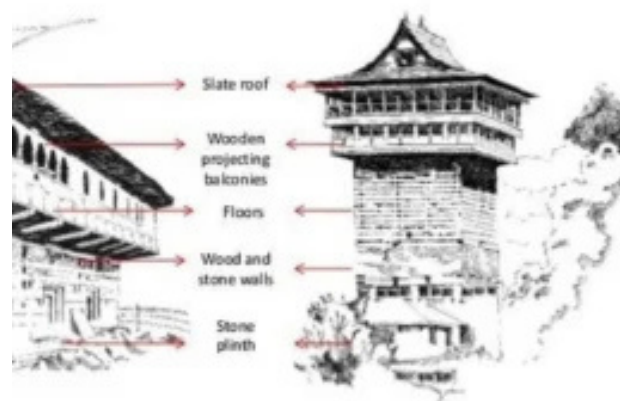 Slate roof
Wooden
projecting
balconies
Floors
Wood and
stone walls
Stone
plinth